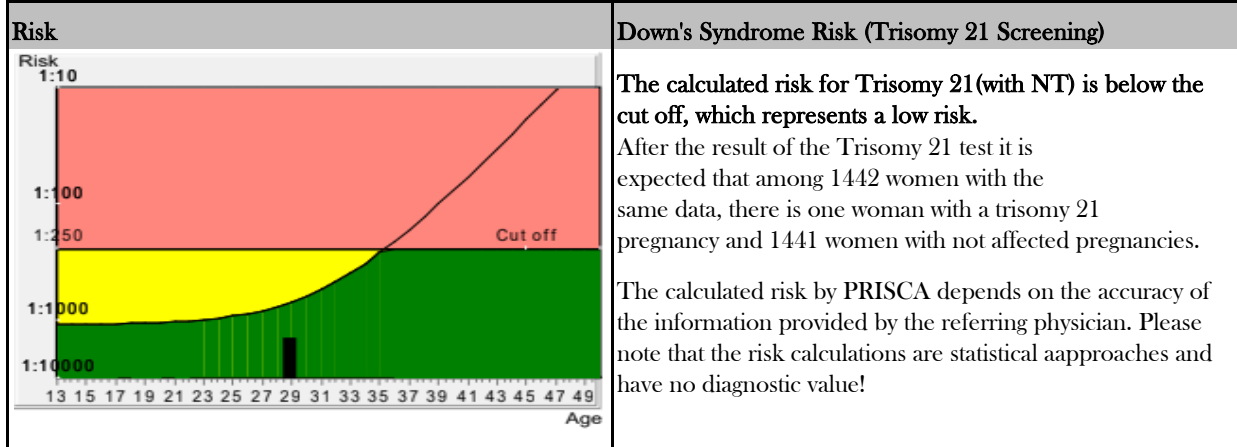 Risk
Risk
1:10
1:100
1:250
Cut off
1:1000
1:10000
13 15 17 19 21 23 25 27 29 31 33 35 37 39 41 43 45 47 49
Age
Down's Syndrome Risk (Trisomy 21 Screening)
The calculated risk for Trisomy 21(with NT) is below the
cut off, which represents a low risk.
After the result of the Trisomy 21 test it is
expected that among 1442 women with the
same data, there is one woman with a trisomy 21
pregnancy and 1441 women with not affected pregnancies.
The calculated risk by PRISCA depends on the accuracy of
the information provided by the referring physician. Please
note that the risk calculations are statistical aapproaches and
have no diagnostic value!